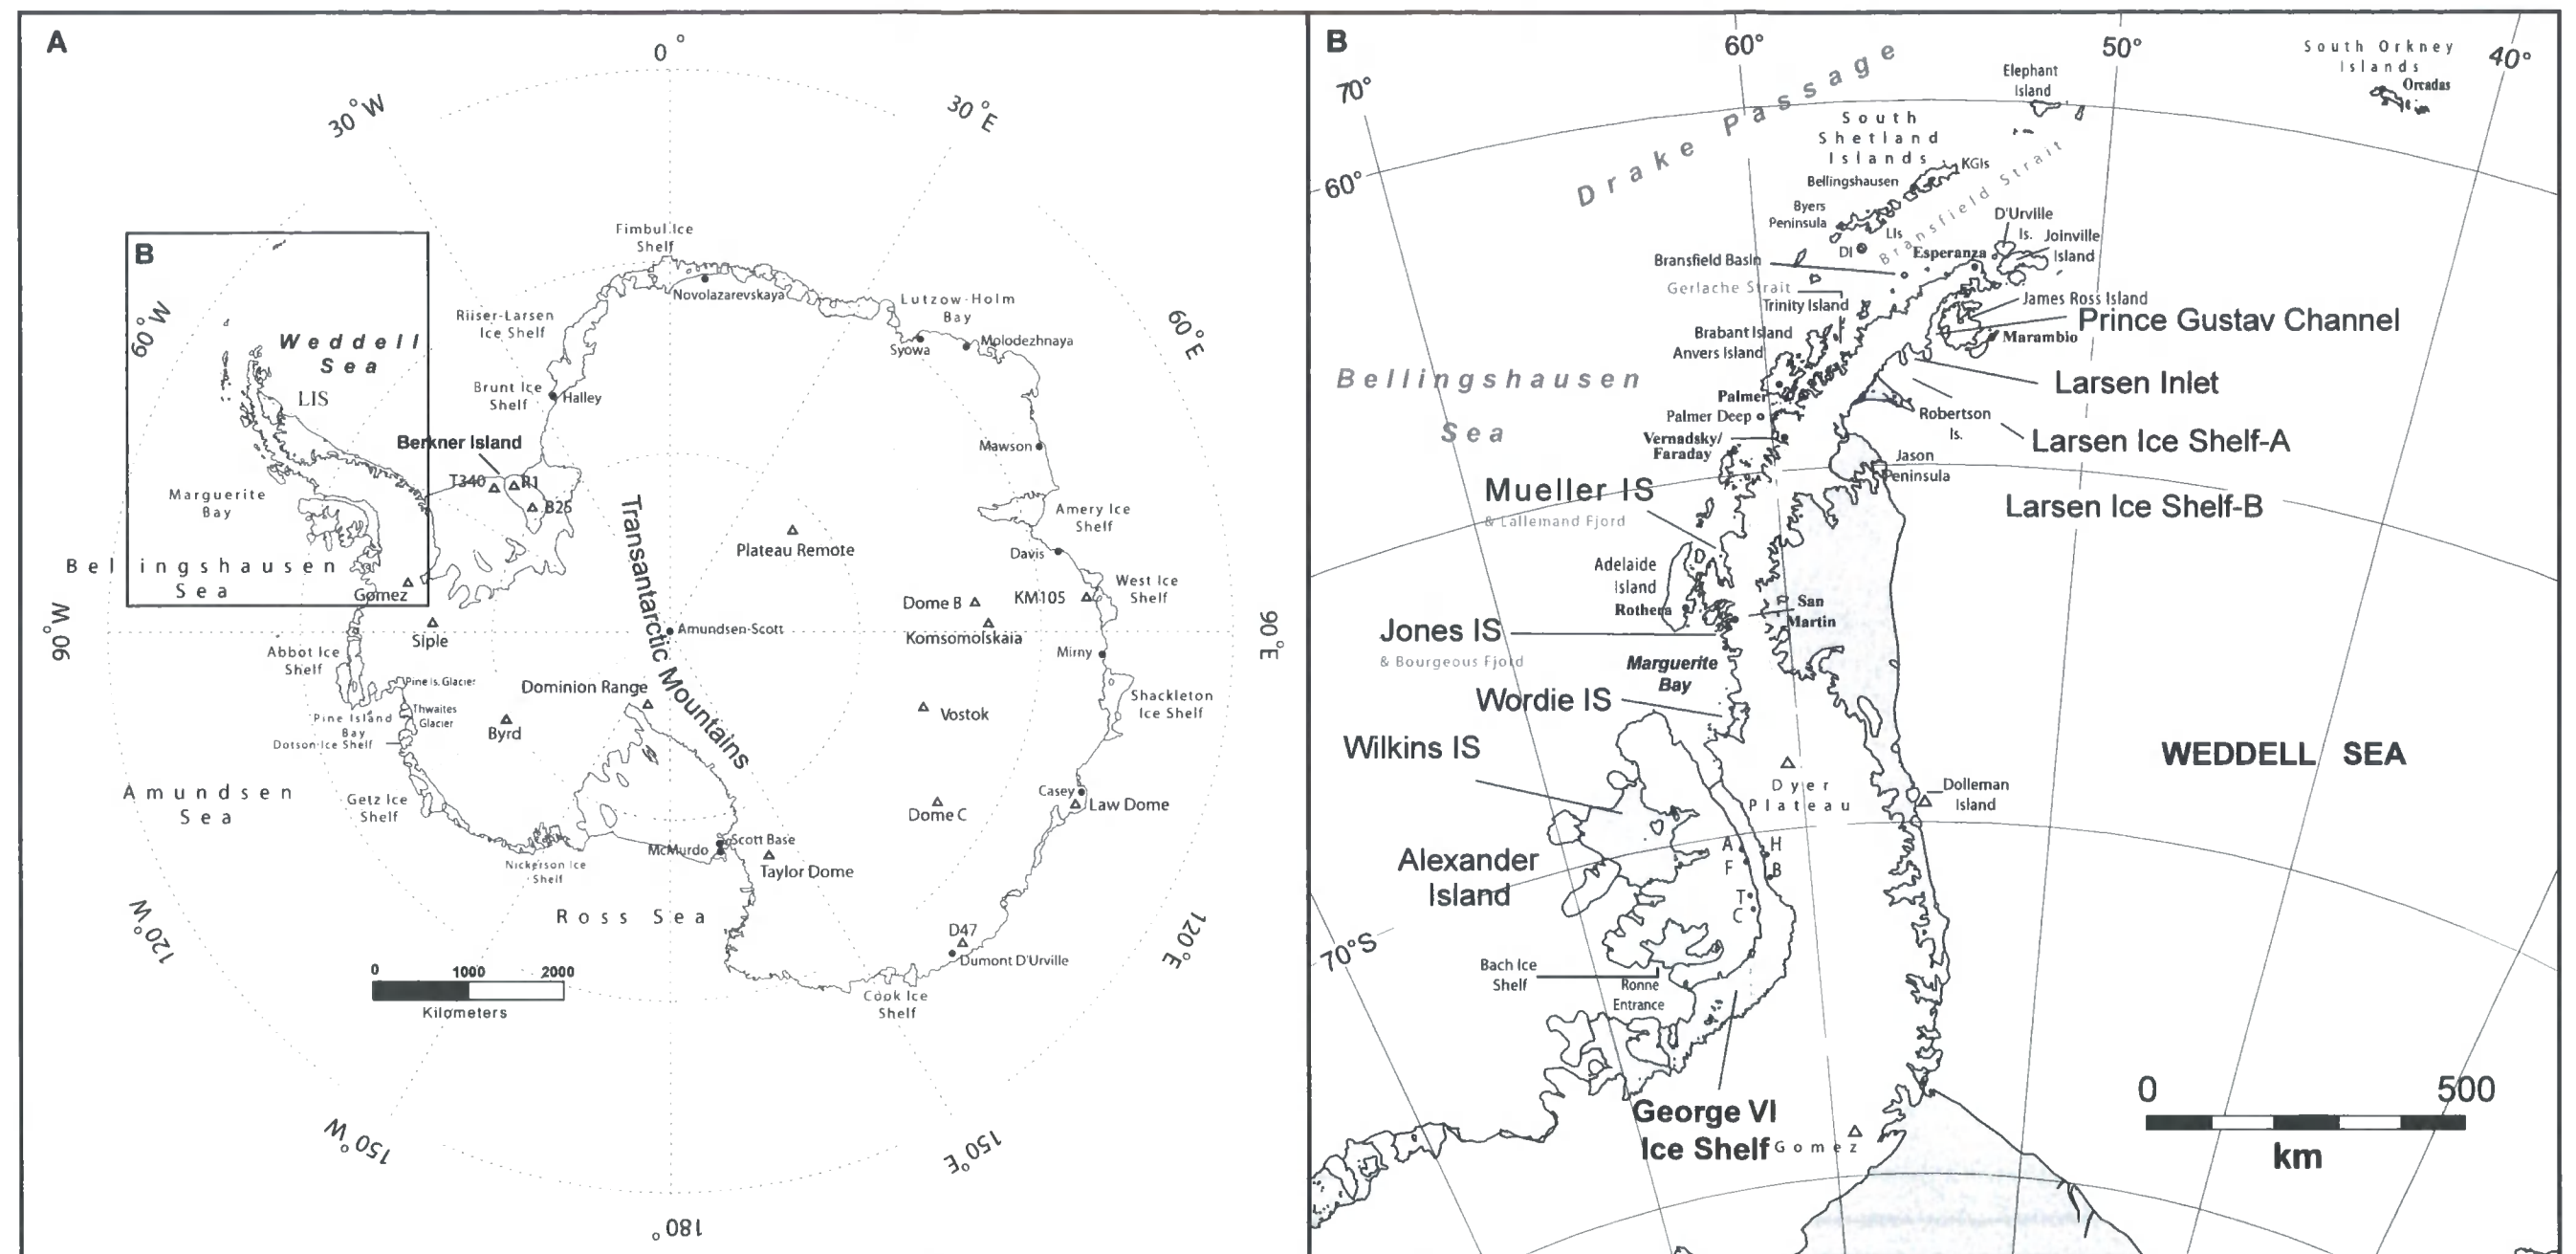 A
0°
30°W
30°E
60°W
60°E
90°W
90°E
120°W
120°E
150°W
150°E
180°
B
Weddell
Sea
LIS
Fimbul Ice
Shelf
Novolazarevskaya
Riiser-Larsen
Ice Shelf
Lutzow-Holm
Bay
Syowa
Molodezhnaya
Brunt Ice
Shelf
Halley
Berkner Island
T340
R1
B25
Mawson
Marguerite
Bay
Amery Ice
Shelf
Plateau Remote
Davis
Bellingshausen
Sea
Gomez
West Ice
Shelf
Dome B
KM105
Komsomolskaia
Siple
Amundsen-Scott
Mirny
Abbot Ice
Shelf
Transantarctic Mountains
Pine Is. Glacier
Dominion Range
Shackleton
Ice Shelf
Pine Island
Bay
Thwaites
Glacier
Byrd
Vostok
Dotson Ice Shelf
Amundsen
Sea
Getz Ice
Shelf
Casey
Law Dome
Dome C
McMurdo
Scott Base
Taylor Dome
Nickerson Ice
Shelf
Ross Sea
D47
Dumont D'Urville
Cook Ice
Shelf
0 1000 2000
Kilometers
B
70°
60°
50°
40°
60°
70°S
Drake Passage
South Orkney
Islands
Orcadas
Elephant
Island
South
Shetland
Islands
KGIs
Bellingshausen
Byers
Peninsula
LIs
DI
Bransfield Strait
D'Urville
Is.
Joinville
Island
Esperanza
Bransfield Basin
Gerlache Strait
Trinity Island
James Ross Island
Prince Gustav Channel
Marambio
Brabant Island
Anvers Island
Bellingshausen
Sea
Larsen Inlet
Palmer
Palmer Deep
Robertson
Is.
Vernadsky/
Faraday
Larsen Ice Shelf-A
Jason
Peninsula
Mueller IS
& Lallemand Fjord
Larsen Ice Shelf-B
Adelaide
Island
Rothera
San
Martin
Jones IS
& Bourgeous Fjord
Marguerite
Bay
Wordie IS
Wilkins IS
WEDDELL SEA
Dyer
Plateau
Dolleman
Island
Alexander
Island
A
H
F
B
T
C
Bach Ice
Shelf
Ronne
Entrance
George VI
Ice Shelf
Gomez
0 500
km